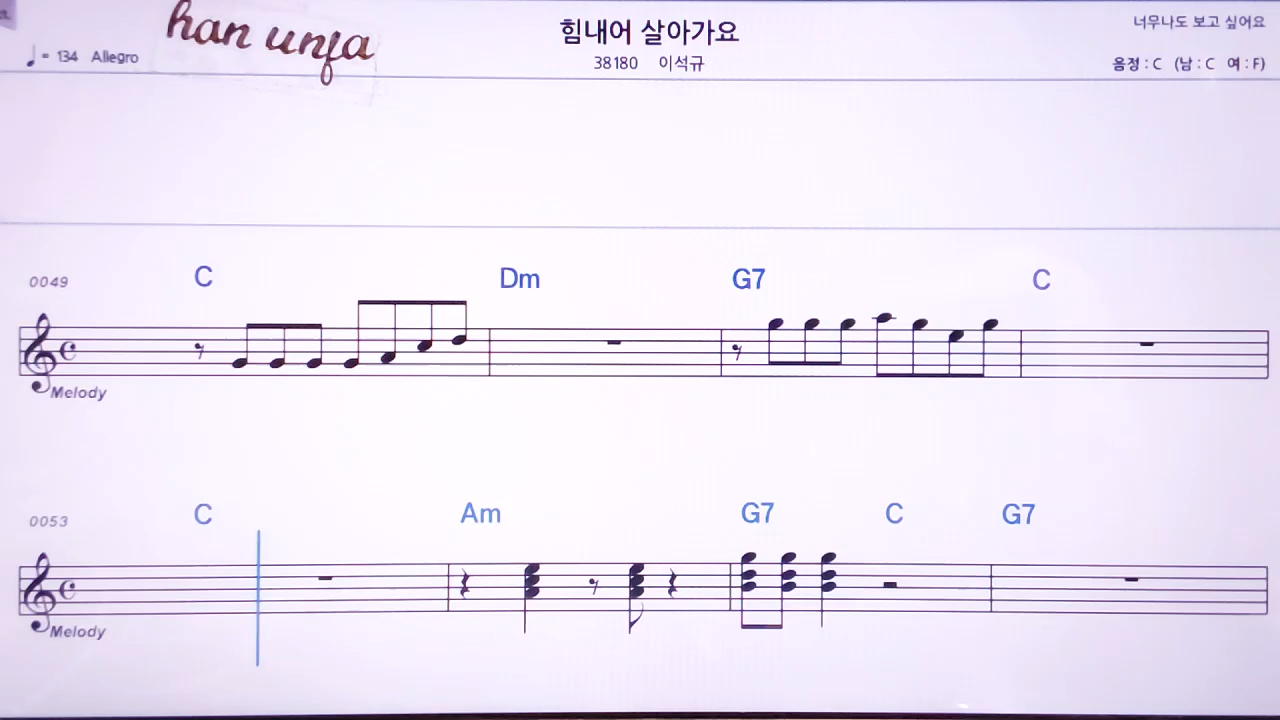 han unfa
힘내어 살아가요
너무나도 보고 싶어요
♩= 134 Allegro
38180 이석규
음정 : C (남 : C 여 : F)
0049 C Dm G7 C
Melody
0053 C Am G7 C G7
Melody